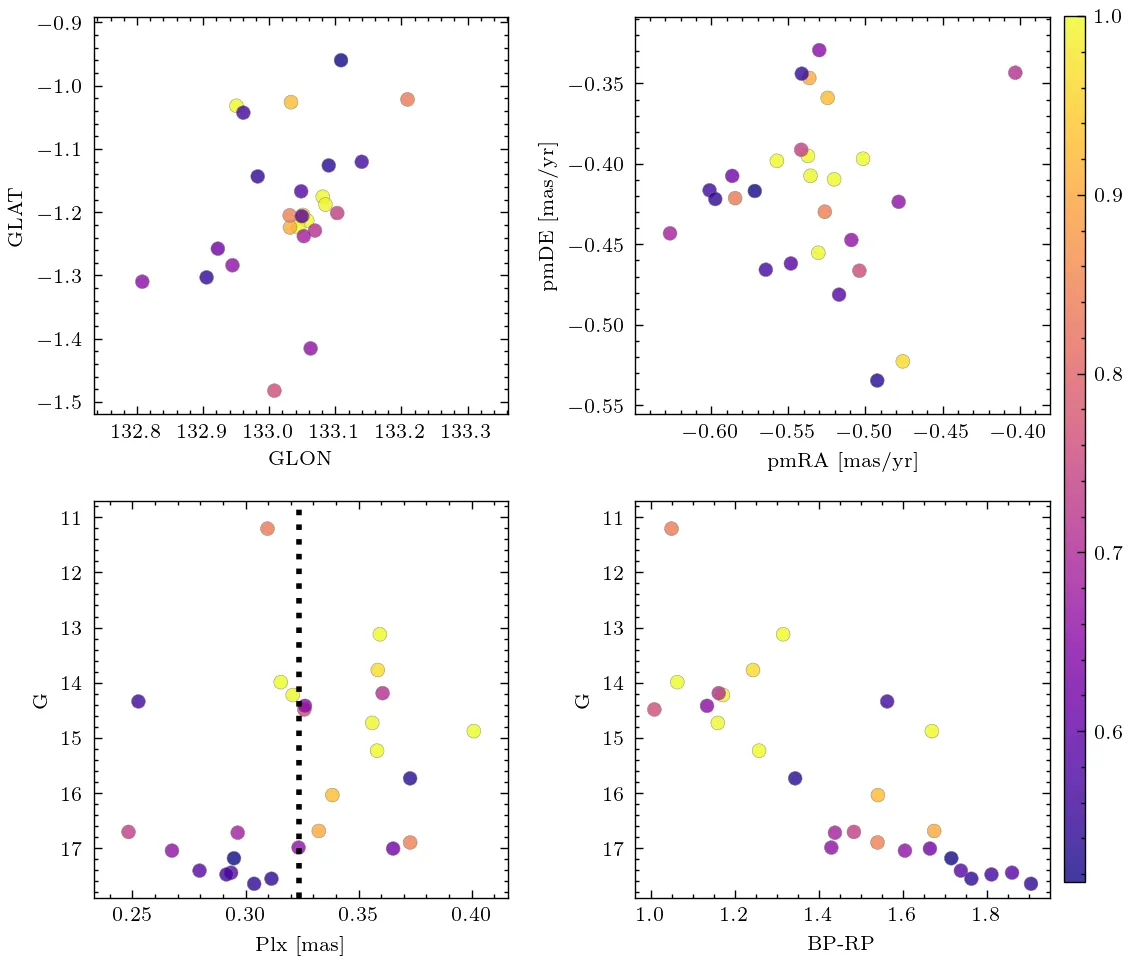 −0.9
−1.0
−1.1
−1.2
−1.3
−1.4
−1.5
GLAT
132.8 132.9 133.0 133.1 133.2 133.3
GLON
−0.35
−0.40
−0.45
−0.50
−0.55
pmDE [mas/yr]
−0.60 −0.55 −0.50 −0.45 −0.40
pmRA [mas/yr]
11
12
13
14
15
16
17
G
0.25 0.30 0.35 0.40
Plx [mas]
11
12
13
14
15
16
17
G
1.0 1.2 1.4 1.6 1.8
BP-RP
1.0
0.9
0.8
0.7
0.6